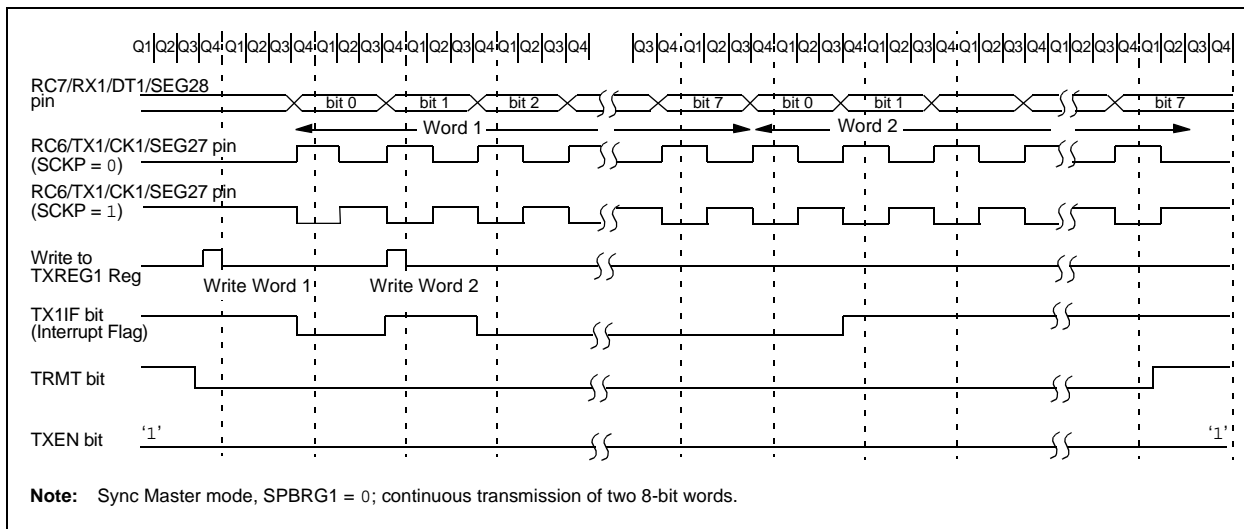 Q1 Q2 Q3 Q4 Q1 Q2 Q3 Q4 Q1 Q2 Q3 Q4 Q1 Q2 Q3 Q4 Q1 Q2 Q3 Q4 Q3 Q4 Q1 Q2 Q3 Q4 Q1 Q2 Q3 Q4 Q1 Q2 Q3 Q4 Q1 Q2 Q3 Q4 Q1 Q2 Q3 Q4 Q1 Q2 Q3 Q4
RC7/RX1/DT1/SEG28
pin
bit 0 bit 1 bit 2 bit 7 bit 0 bit 1 bit 7
Word 1 Word 2
RC6/TX1/CK1/SEG27 pin
(SCKP = 0)
RC6/TX1/CK1/SEG27 pin
(SCKP = 1)
Write to
TXREG1 Reg
Write Word 1 Write Word 2
TX1IF bit
(Interrupt Flag)
TRMT bit
TXEN bit
‘1’ ‘1’
Note: Sync Master mode, SPBRG1 = 0; continuous transmission of two 8-bit words.